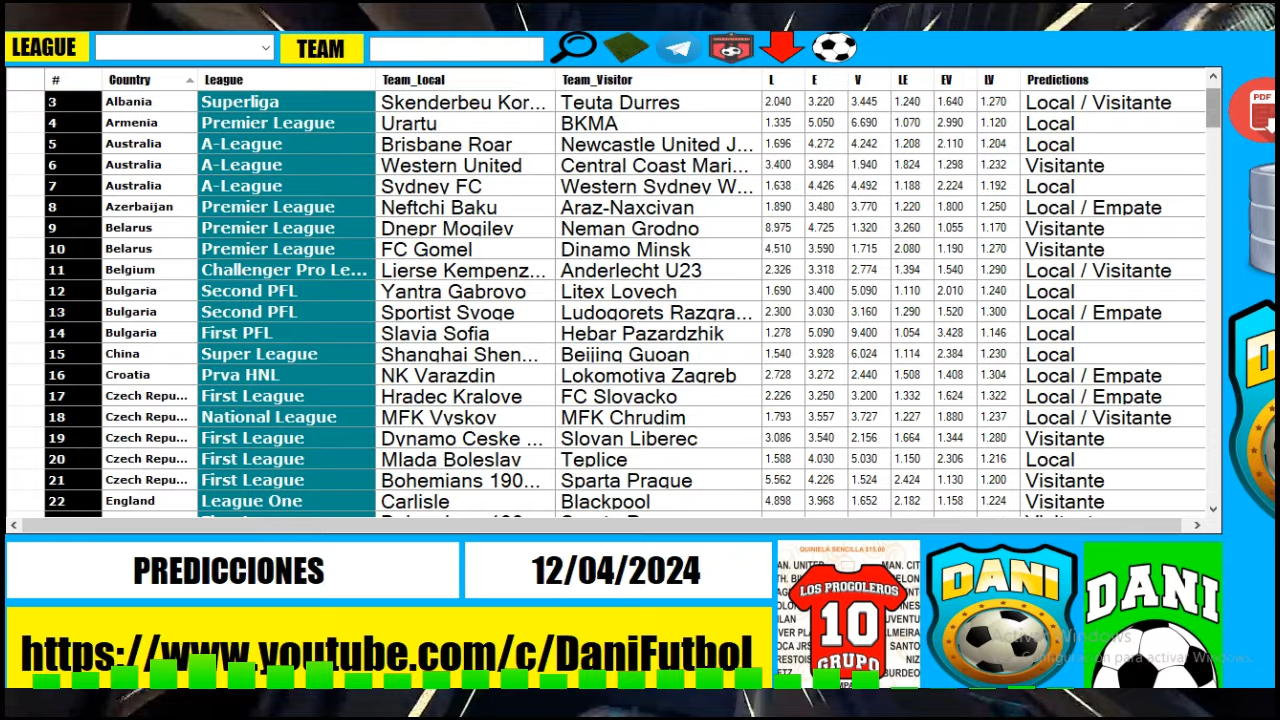 LEAGUE TEAM
# Country League Team_Local Team_Visitor L E V LE EV LV Predictions
3 Albania Superliga Skenderbeu Kor... Teuta Durres 2.040 3.220 3.445 1.240 1.640 1.270 Local / Visitante
4 Armenia Premier League Urartu BKMA 1.335 5.050 6.690 1.070 2.990 1.120 Local
5 Australia A-League Brisbane Roar Newcastle United J... 1.696 4.272 4.242 1.208 2.110 1.204 Local
6 Australia A-League Western United Central Coast Mari... 3.400 3.984 1.940 1.824 1.298 1.232 Visitante
7 Australia A-League Sydney FC Western Sydney W... 1.638 4.426 4.492 1.188 2.224 1.192 Local
8 Azerbaijan Premier League Neftchi Baku Araz-Naxcivan 1.890 3.480 3.770 1.220 1.800 1.250 Local / Empate
9 Belarus Premier League Dnepr Mogilev Neman Grodno 8.975 4.725 1.320 3.260 1.055 1.170 Visitante
10 Belarus Premier League FC Gomel Dinamo Minsk 4.510 3.590 1.715 2.080 1.190 1.270 Visitante
11 Belgium Challenger Pro Le... Lierse Kempenz... Anderlecht U23 2.326 3.318 2.774 1.394 1.540 1.290 Local / Visitante
12 Bulgaria Second PFL Yantra Gabrovo Litex Lovech 1.690 3.400 5.090 1.110 2.010 1.240 Local
13 Bulgaria Second PFL Sportist Svoge Ludogorets Razgra... 2.300 3.030 3.160 1.290 1.520 1.300 Local / Empate
14 Bulgaria First PFL Slavia Sofia Hebar Pazardzhik 1.278 5.090 9.400 1.054 3.428 1.146 Local
15 China Super League Shanghai Shen... Beijing Guoan 1.540 3.928 6.024 1.114 2.384 1.230 Local
16 Croatia Prva HNL NK Varazdin Lokomotiva Zagreb 2.728 3.272 2.440 1.508 1.408 1.304 Local / Empate
17 Czech Repu... First League Hradec Kralove FC Slovacko 2.226 3.250 3.200 1.332 1.624 1.322 Local / Empate
18 Czech Repu... National League MFK Vyskov MFK Chrudim 1.793 3.557 3.727 1.227 1.880 1.237 Local / Visitante
19 Czech Repu... First League Dynamo Ceske ... Slovan Liberec 3.086 3.540 2.156 1.664 1.344 1.280 Visitante
20 Czech Repu... First League Mlada Boleslav Teplice 1.588 4.030 5.030 1.150 2.306 1.216 Local
21 Czech Repu... First League Bohemians 190... Sparta Prague 5.562 4.226 1.524 2.424 1.130 1.200 Visitante
22 England League One Carlisle Blackpool 4.898 3.968 1.652 2.182 1.158 1.224 Visitante
PDF
PREDICCIONES 12/04/2024
https://www.youtube.com/c/DaniFutbol
QUINIELA SENCILLA $15.00
MAN. UNITE MAN. CIT
LOS PROGOLEROS
10
GRUPO
DANI
DANI
Activar Windows
Configuración para activar Windows.